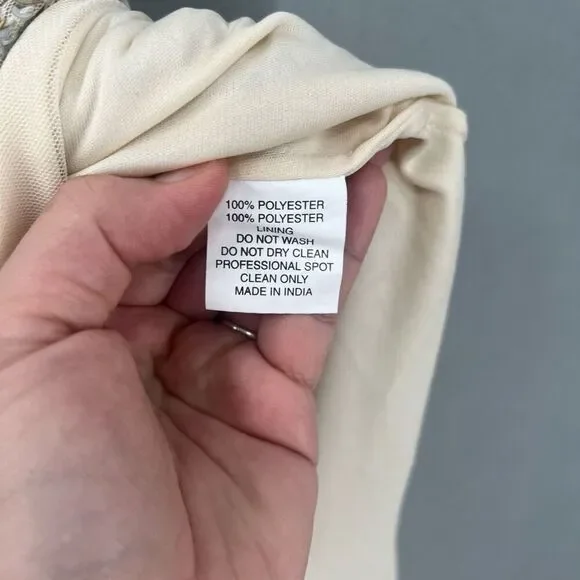 100% POLYESTER
100% POLYESTER
LINING
DO NOT WASH
DO NOT DRY CLEAN
PROFESSIONAL SPOT
CLEAN ONLY
MADE IN INDIA